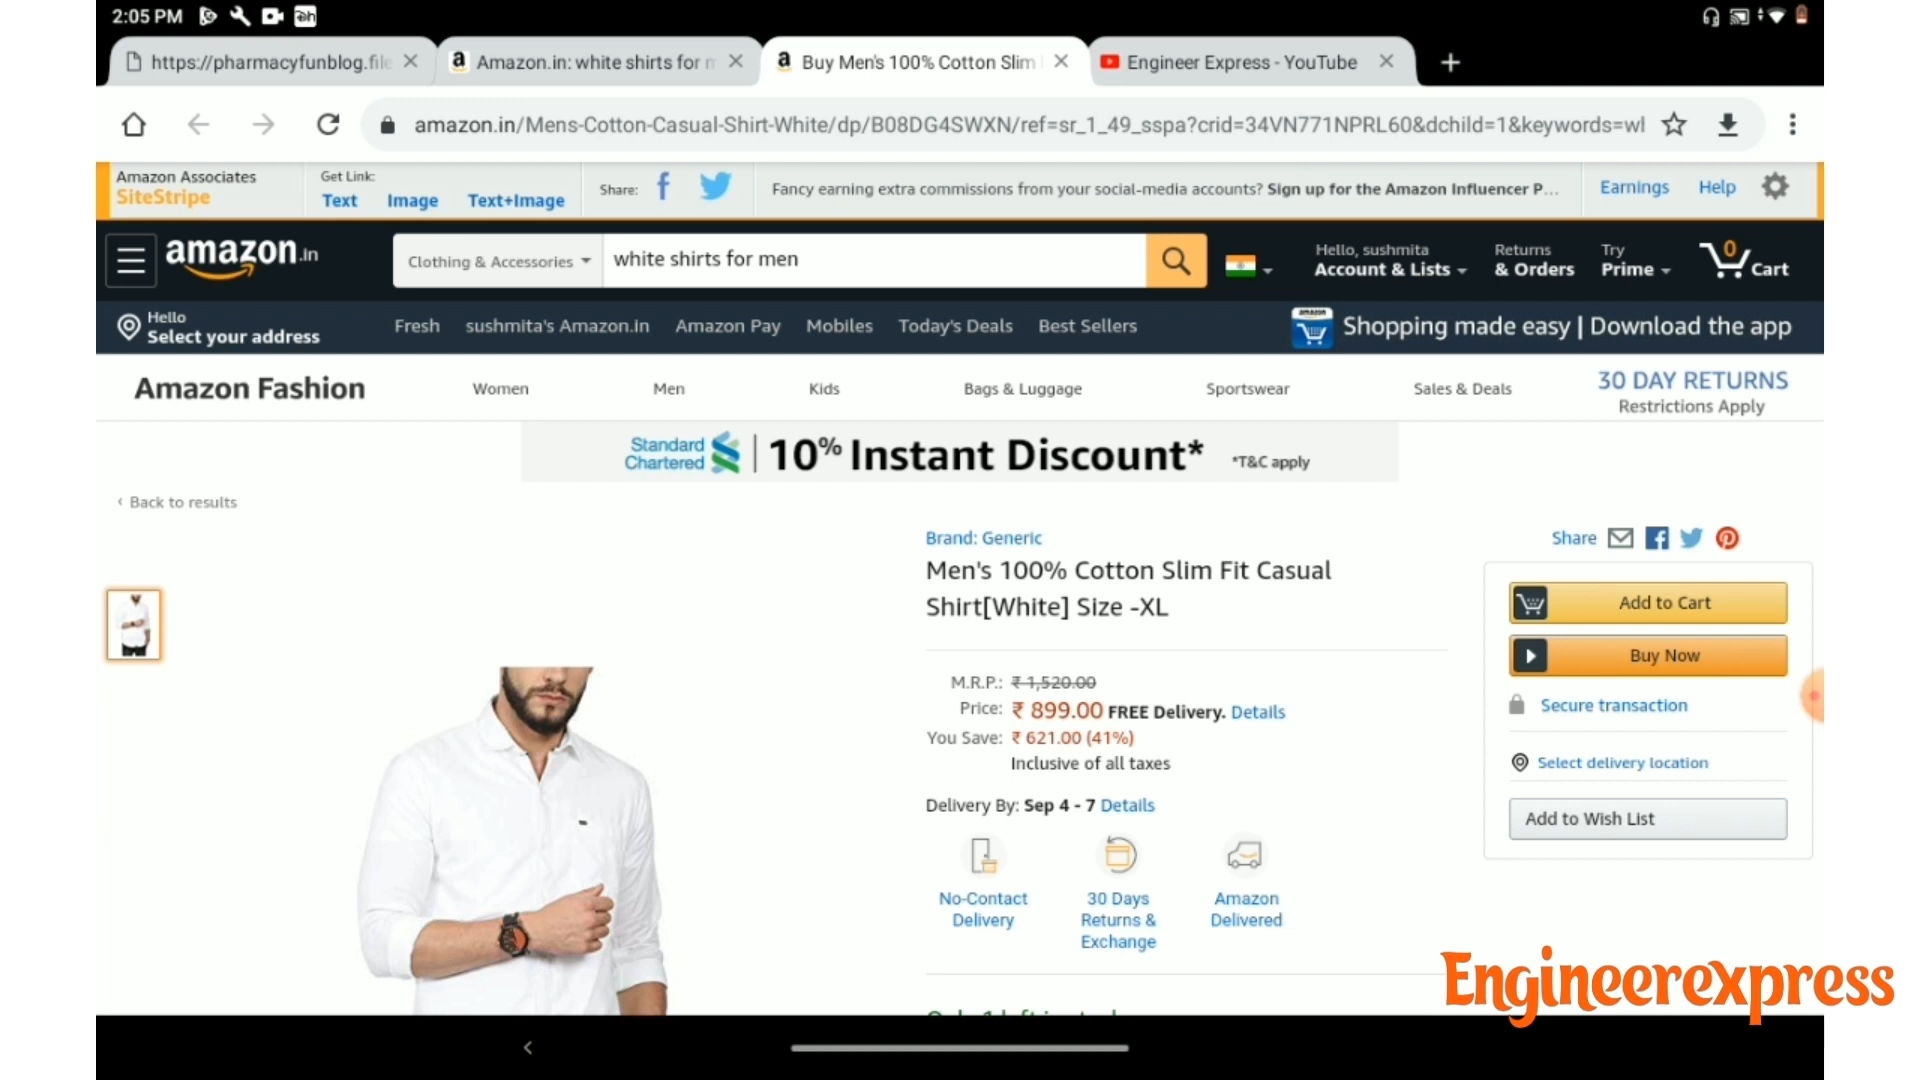 2:05 PM
https://pharmacyfunblog.file
Amazon.in: white shirts for m
Buy Men's 100% Cotton Slim
Engineer Express - YouTube
amazon.in/Mens-Cotton-Casual-Shirt-White/dp/B08DG4SWXN/ref=sr_1_49_sspa?crid=34VN771NPRL60&dchild=1&keywords=wl
Amazon Associates
SiteStripe
Get Link:
Text Image Text+Image
Share:
Fancy earning extra commissions from your social-media accounts? Sign up for the Amazon Influencer P...
Earnings Help
amazon.in
Clothing & Accessories
white shirts for men
Hello, sushmita
Account & Lists
Returns
& Orders
Try
Prime
0
Cart
Hello
Select your address
Fresh sushmita's Amazon.in Amazon Pay Mobiles Today's Deals Best Sellers
amazon
Shopping made easy | Download the app
Amazon Fashion
Women Men Kids Bags & Luggage Sportswear Sales & Deals
30 DAY RETURNS
Restrictions Apply
Standard
Chartered
10% Instant Discount* *T&C apply
‹ Back to results
Brand: Generic
Men's 100% Cotton Slim Fit Casual
Shirt[White] Size -XL
M.R.P.: ₹ 1,520.00
Price: ₹ 899.00 FREE Delivery. Details
You Save: ₹ 621.00 (41%)
Inclusive of all taxes
Delivery By: Sep 4 - 7 Details
No-Contact
Delivery
30 Days
Returns &
Exchange
Amazon
Delivered
Share
Add to Cart
Buy Now
Secure transaction
Select delivery location
Add to Wish List
Engineerexpress